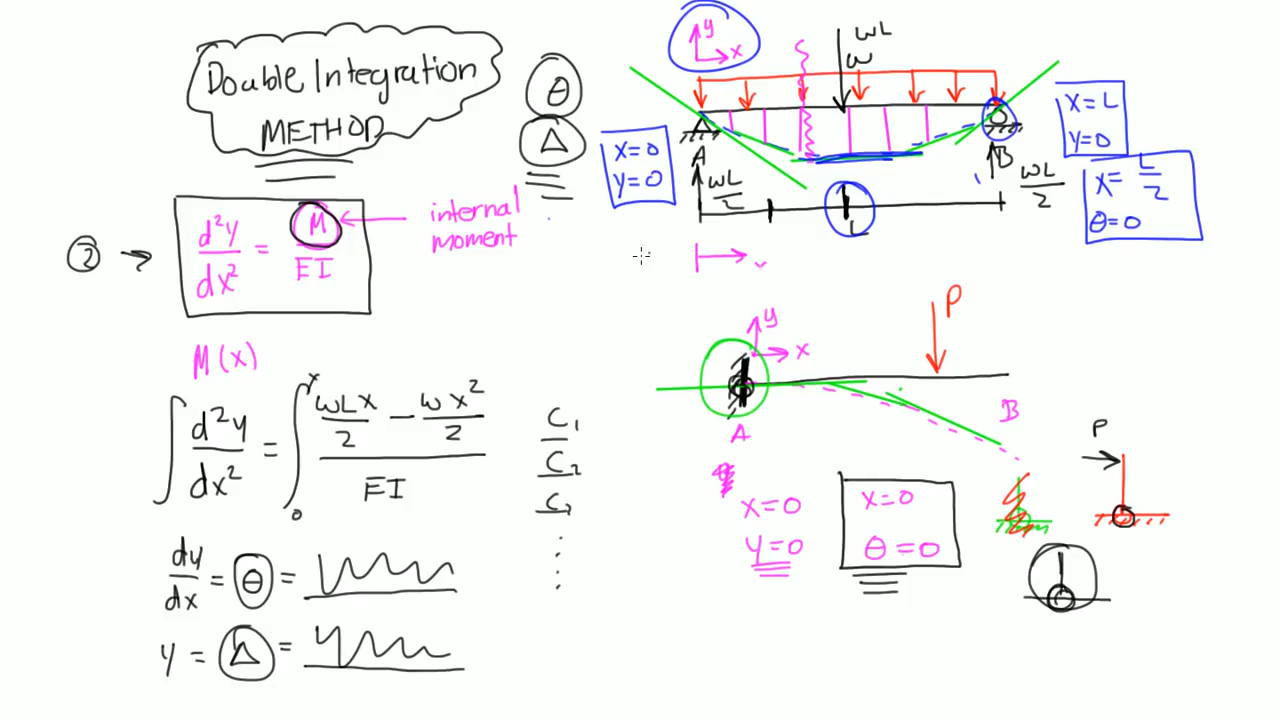 Double Integration
METHOD
θ
Δ
② → d²y/dx² = M/EI
internal
moment
M(x)
∫ d²y/dx² = ∫₀ˣ (wLx/2 − wx²/2)/EI
C₁
C₂
dy/dx = θ =
y = Δ =
y
x
wL
w
x=0
y=0
A
wL/2
L
B
wL/2
x=L
y=0
x= L/2
θ=0
y
x
P
A
B
x=0
y=0
x=0
θ=0
P